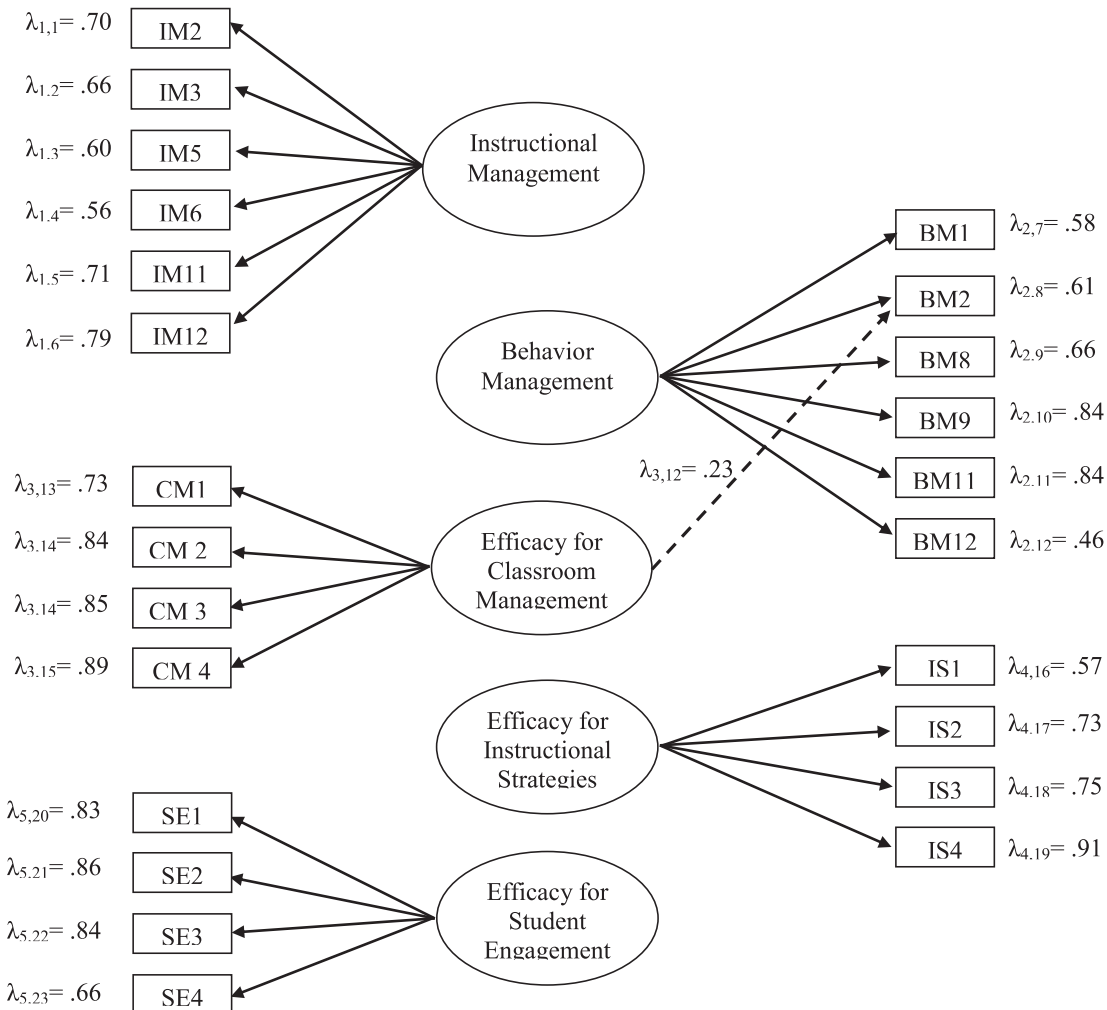 λ1,1= .70 IM2
λ1.2= .66 IM3
λ1.3= .60 IM5
λ1.4= .56 IM6
λ1.5= .71 IM11
λ1.6= .79 IM12
Instructional
Management
BM1 λ2,7= .58
BM2 λ2.8= .61
BM8 λ2.9= .66
BM9 λ2.10= .84
BM11 λ2.11= .84
BM12 λ2.12= .46
Behavior
Management
λ3,12= .23
λ3,13= .73 CM1
λ3.14= .84 CM 2
λ3.14= .85 CM 3
λ3.15= .89 CM 4
Efficacy for
Classroom
Management
IS1 λ4,16= .57
IS2 λ4.17= .73
IS3 λ4.18= .75
IS4 λ4.19= .91
Efficacy for
Instructional
Strategies
λ5,20= .83 SE1
λ5.21= .86 SE2
λ5.22= .84 SE3
λ5.23= .66 SE4
Efficacy for
Student
Engagement